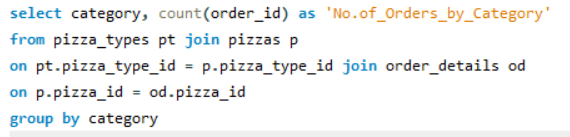 select category, count(order_id) as 'No.of_Orders_by_Category'
from pizza_types pt join pizzas p
on pt.pizza_type_id = p.pizza_type_id join order_details od
on p.pizza_id = od.pizza_id
group by category